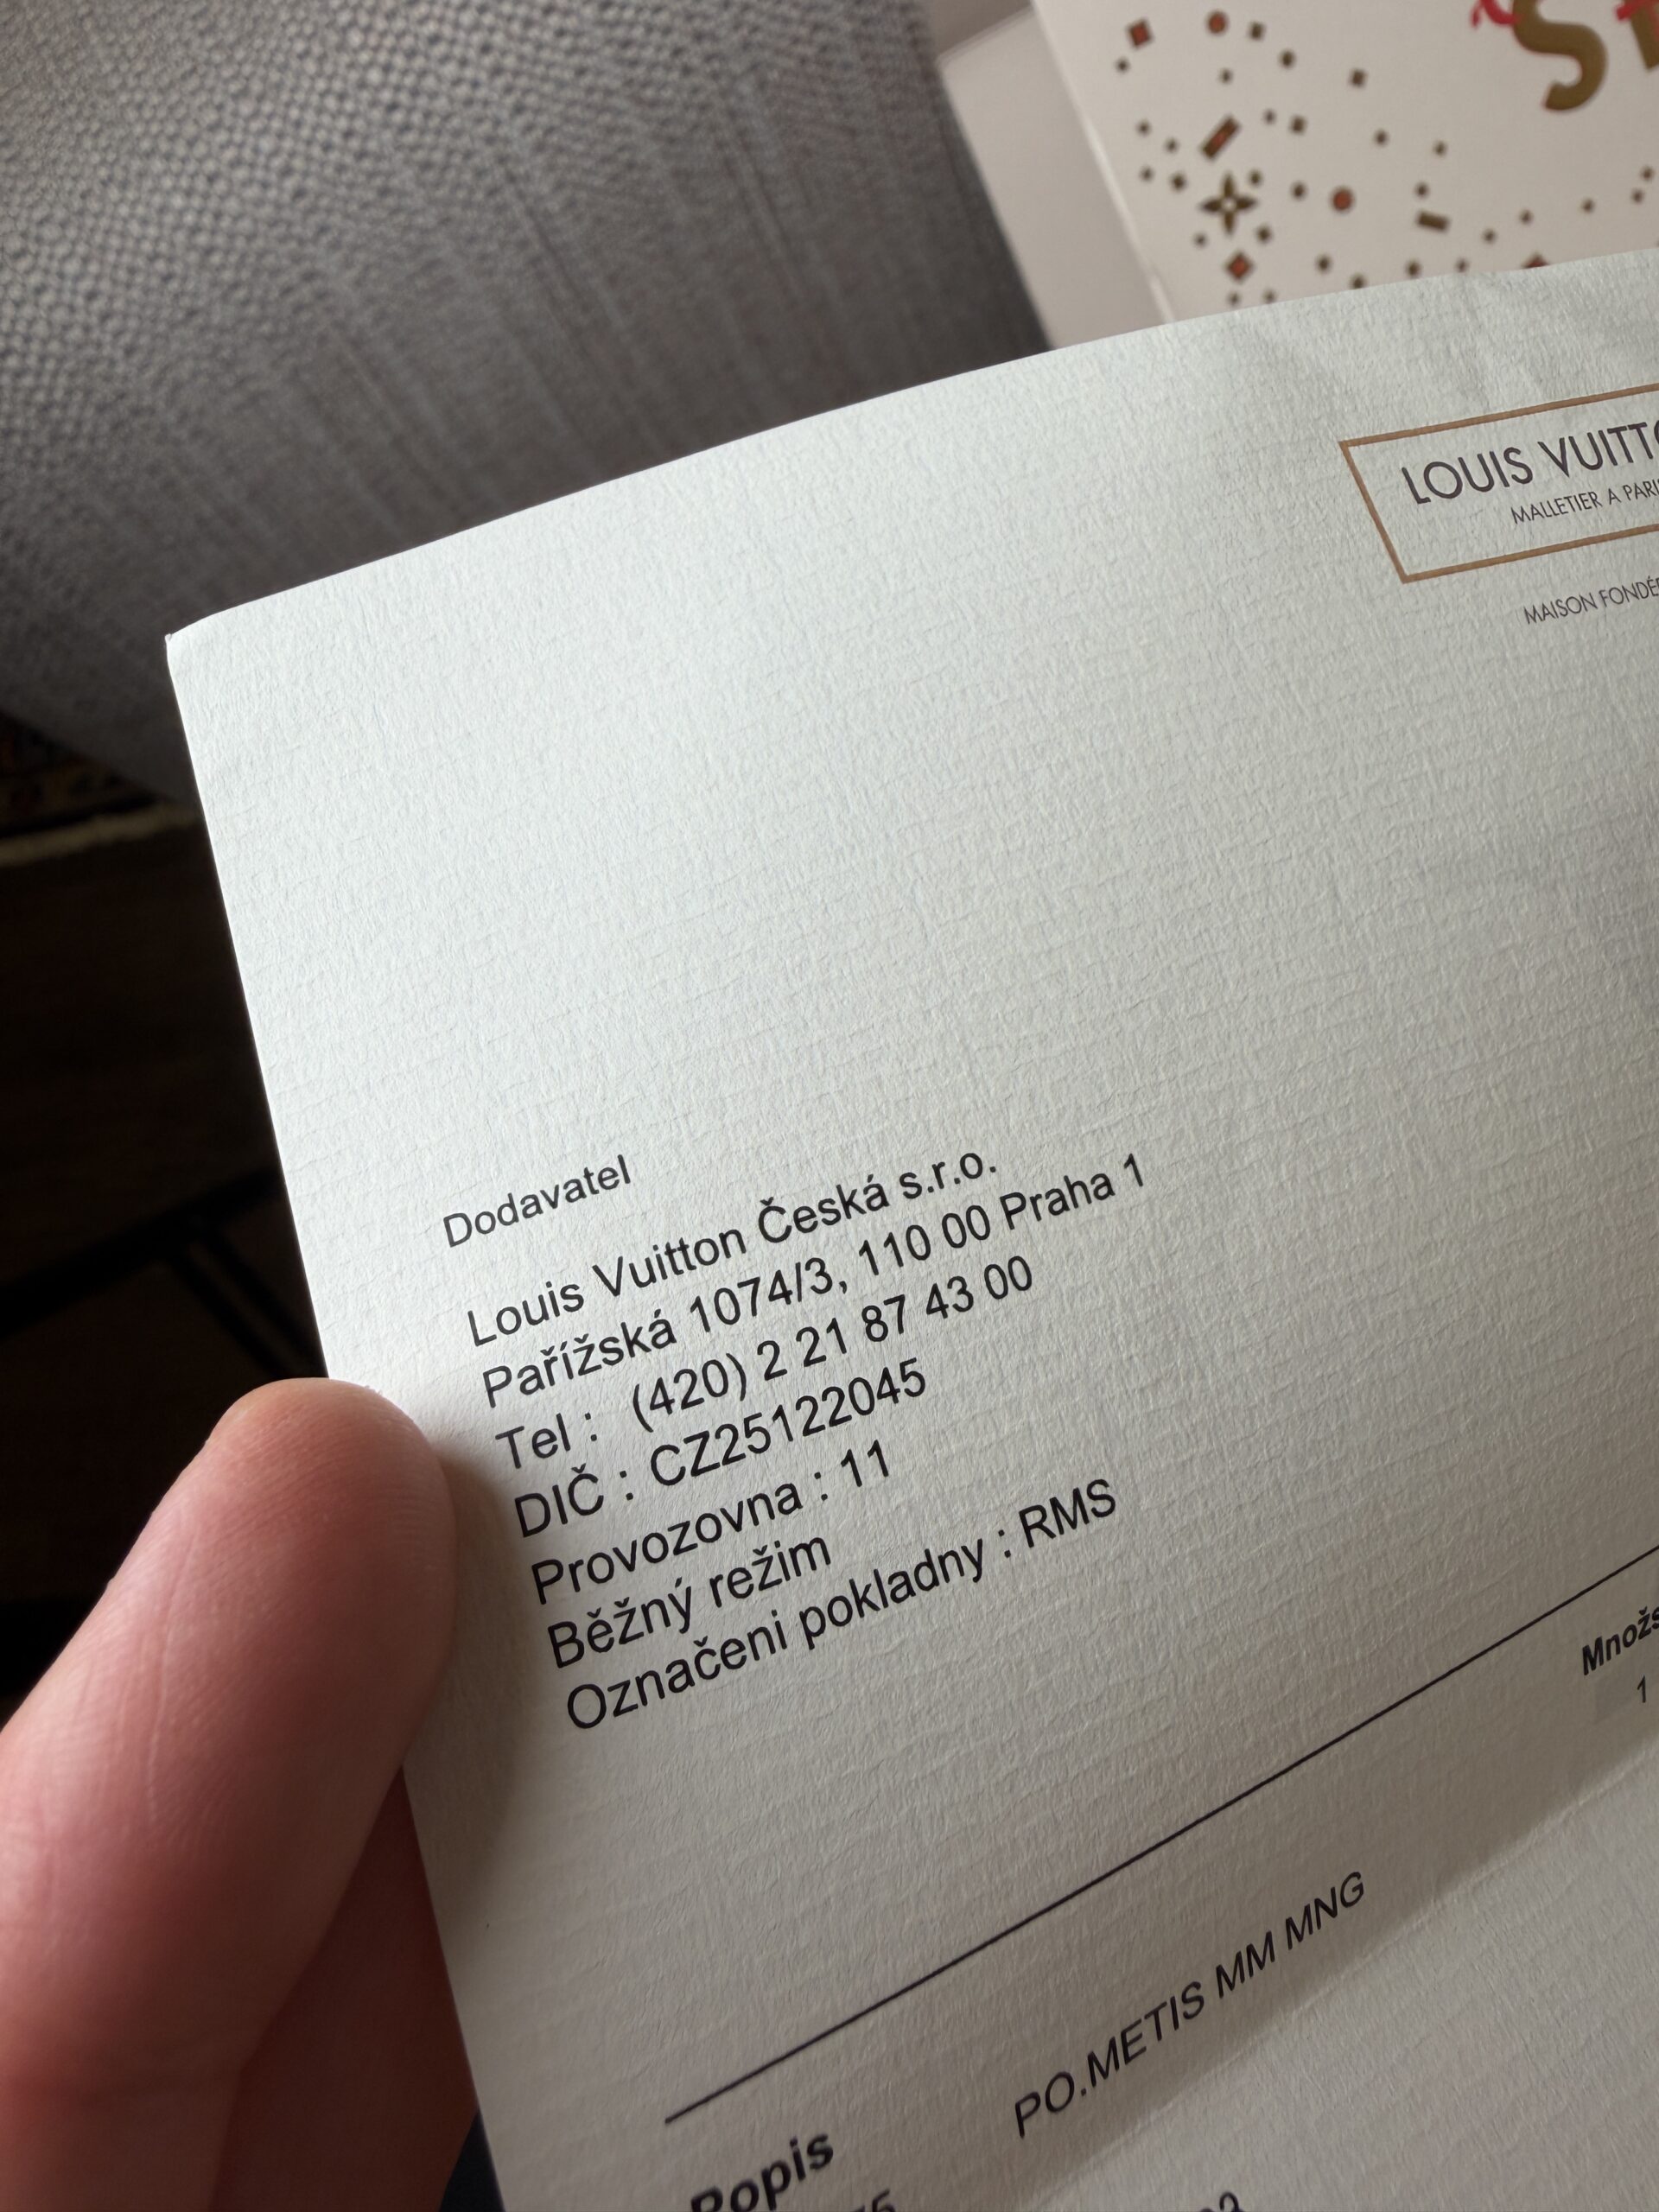 LOUIS VUITTO
MALLETIER A PARI
MAISON FONDÉE
Dodavatel
Louis Vuitton Česká s.r.o.
Pařížská 1074/3, 110 00 Praha 1
Tel : (420) 2 21 87 43 00
DIČ : CZ25122045
Provozovna : 11
Běžný režim
Označeni pokladny : RMS
Množs
1
Popis
PO.METIS MM MNG